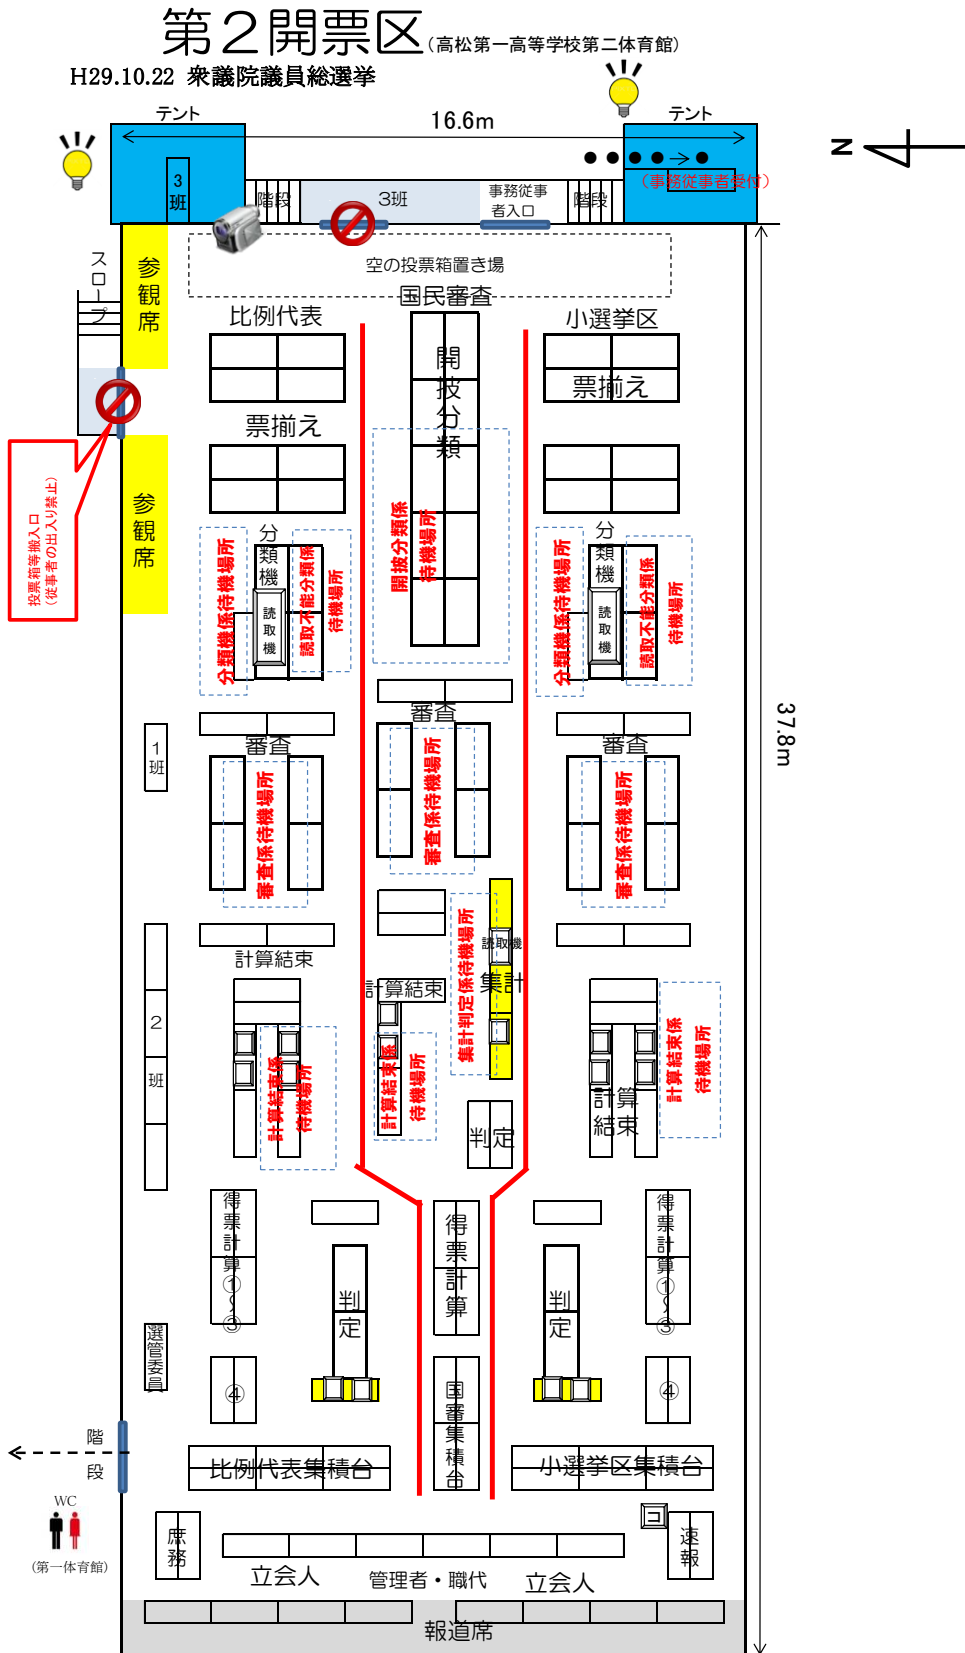 第２開票区(高松第一高等学校第二体育館)
H29.10.22 衆議院議員総選挙
テント
16.6m
テント
N
3班
階段
3班
事務従事者入口
階段
(事務従事者受付)
スロープ
参観席
空の投票箱置き場
国民審査
比例代表
小選挙区
開披分類
票揃え
票揃え
投票箱等搬入口
(従事者の出入り禁止)
参観席
開披分類係
待機場所
分類機
分類機係待機場所
読取不能分類係
待機場所
読取機
分類機
分類機係待機場所
読取不能分類係
待機場所
読取機
37.8m
1班
審査
審査係待機場所
審査
審査係待機場所
審査
審査係待機場所
2班
計算結束
計算結束係
待機場所
計算結束
計算結束係
待機場所
読取機
集計
集計判定係待機場所
判定
計算結束
計算結束係
待機場所
得票計算①～③
判定
得票計算
判定
得票計算①～③
選管委員
④
国審集積台
④
階段
比例代表集積台
小選挙区集積台
WC
(第一体育館)
庶務
コ
速報
立会人
管理者・職代
立会人
報道席